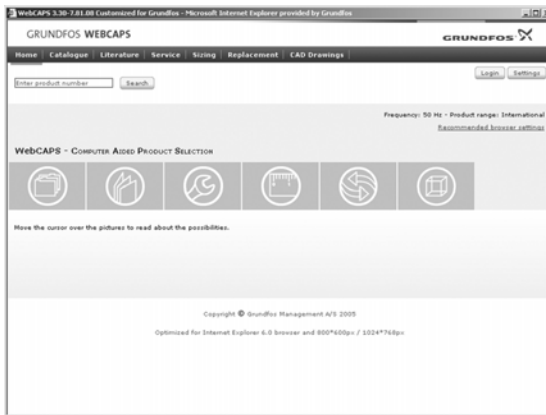 WebCAPS 3.30-7.01.00 Customized for Grundfos - Microsoft Internet Explorer provided by Grundfos
GRUNDFOS WEBCAPS
GRUNDFOS
Home Catalogue Literature Service Sizing Replacement CAD Drawings
Login Settings
Enter product number Search
Frequency: 50 Hz - Product range: International
Recommended browser settings
WebCAPS - Computer Aided Product Selection
Move the cursor over the pictures to read about the possibilities.
Copyright © Grundfos Management A/S 2005
Optimized for Internet Explorer 6.0 browser and 800*600px / 1024*768px